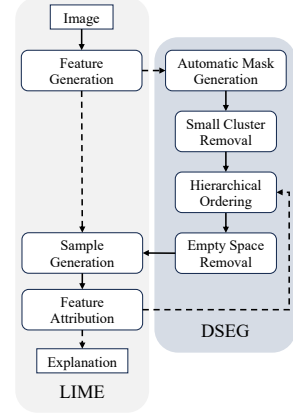 Image
Feature
Generation
Automatic Mask
Generation
Small Cluster
Removal
Hierarchical
Ordering
Sample
Generation
Empty Space
Removal
Feature
Attribution
Explanation
LIME
DSEG